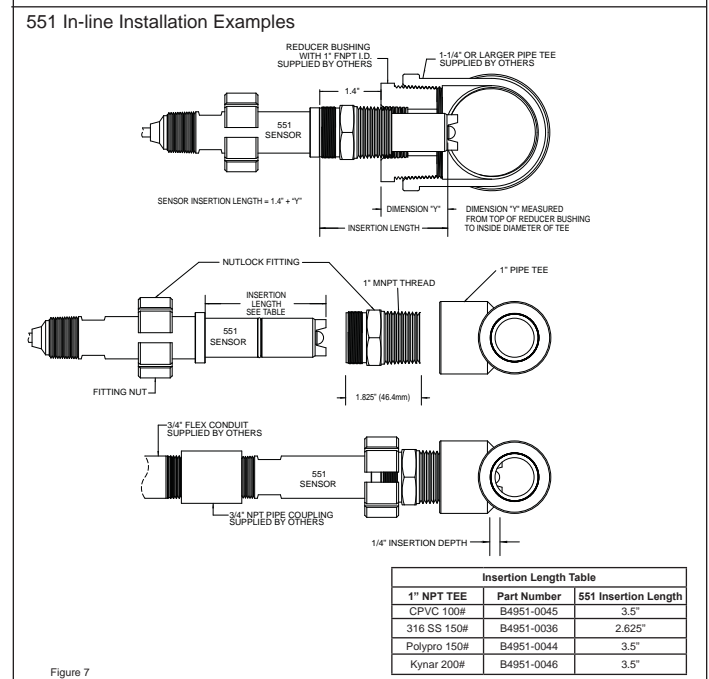 551 In-line Installation Examples
REDUCER BUSHING
WITH 1" FNPT I.D.
SUPPLIED BY OTHERS
1-1/4" OR LARGER PIPE TEE
SUPPLIED BY OTHERS
1.4"
551
SENSOR
SENSOR INSERTION LENGTH = 1.4" + "Y"
DIMENSION "Y"
DIMENSION "Y" MEASURED
FROM TOP OF REDUCER BUSHING
TO INSIDE DIAMETER OF TEE
INSERTION LENGTH
NUTLOCK FITTING
1" MNPT THREAD
1" PIPE TEE
INSERTION
LENGTH
SEE TABLE
551
SENSOR
FITTING NUT
1.825" (46.4mm)
3/4" FLEX CONDUIT
SUPPLIED BY OTHERS
551
SENSOR
3/4" NPT PIPE COUPLING
SUPPLIED BY OTHERS
1/4" INSERTION DEPTH
Insertion Length Table
1" NPT TEE Part Number 551 Insertion Length
CPVC 100# B4951-0045 3.5"
316 SS 150# B4951-0036 2.625"
Polypro 150# B4951-0044 3.5"
Kynar 200# B4951-0046 3.5"
Figure 7